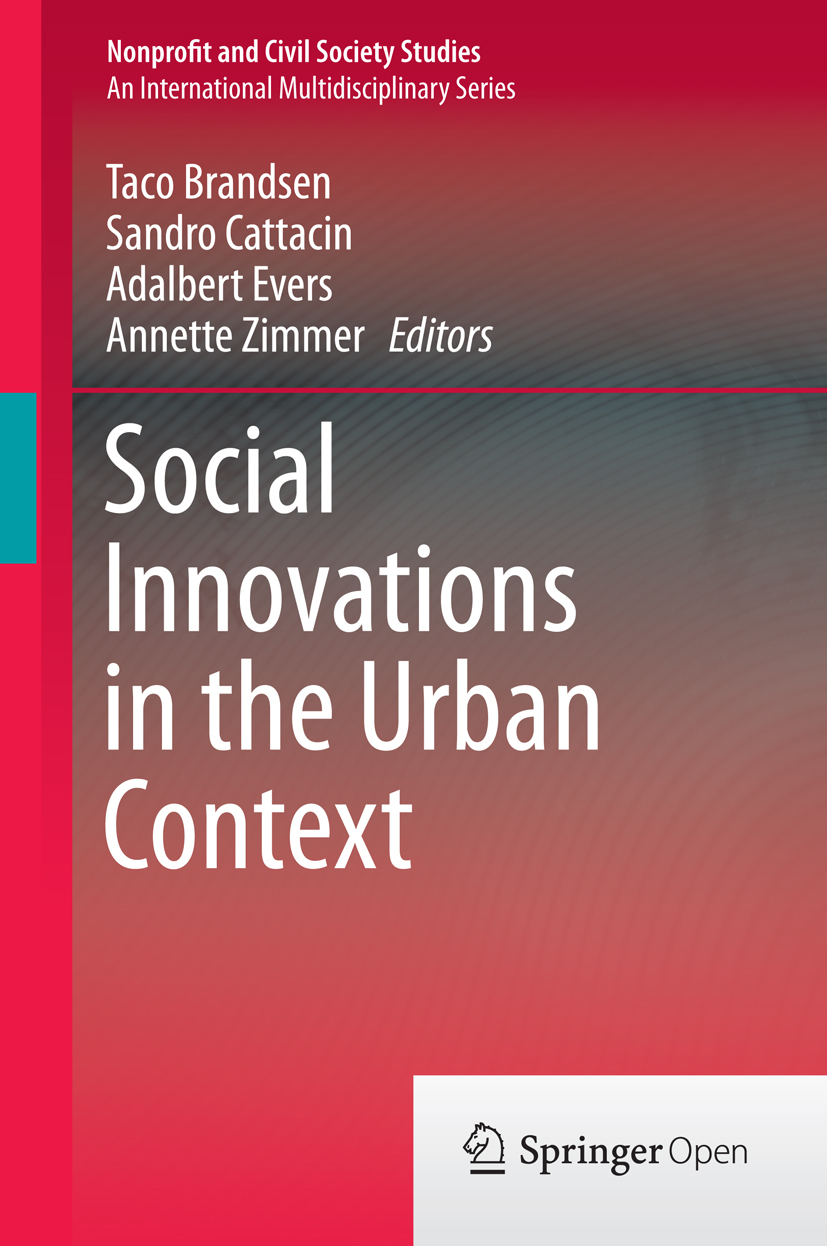 Nonprofit and Civil Society Studies
An International Multidisciplinary Series
Taco Brandsen
Sandro Cattacin
Adalbert Evers
Annette Zimmer Editors
Social
Innovations
in the Urban
Context
Springer Open